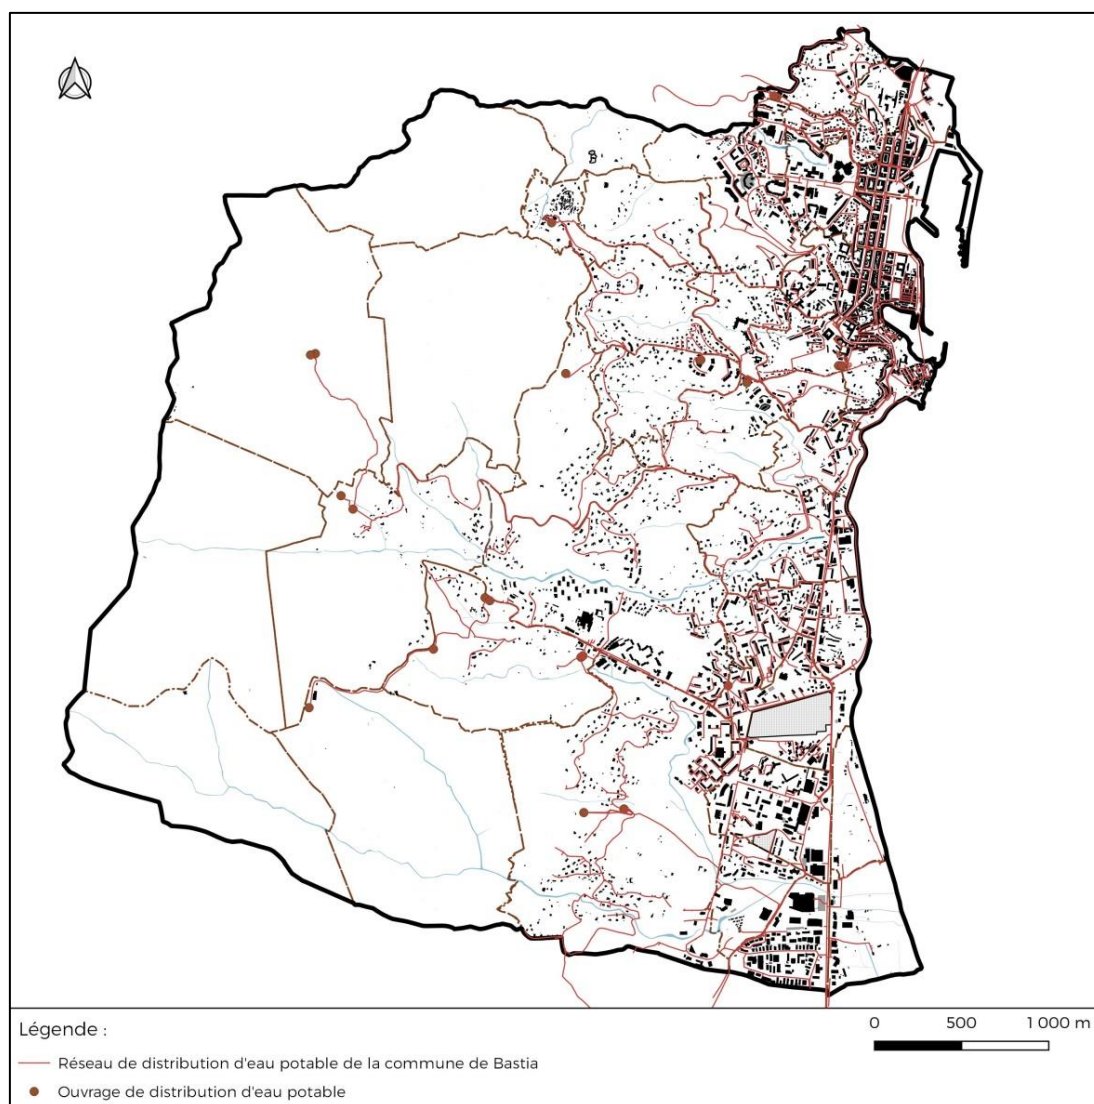 Légende :
0 500 1 000 m
Réseau de distribution d'eau potable de la commune de Bastia
Ouvrage de distribution d'eau potable